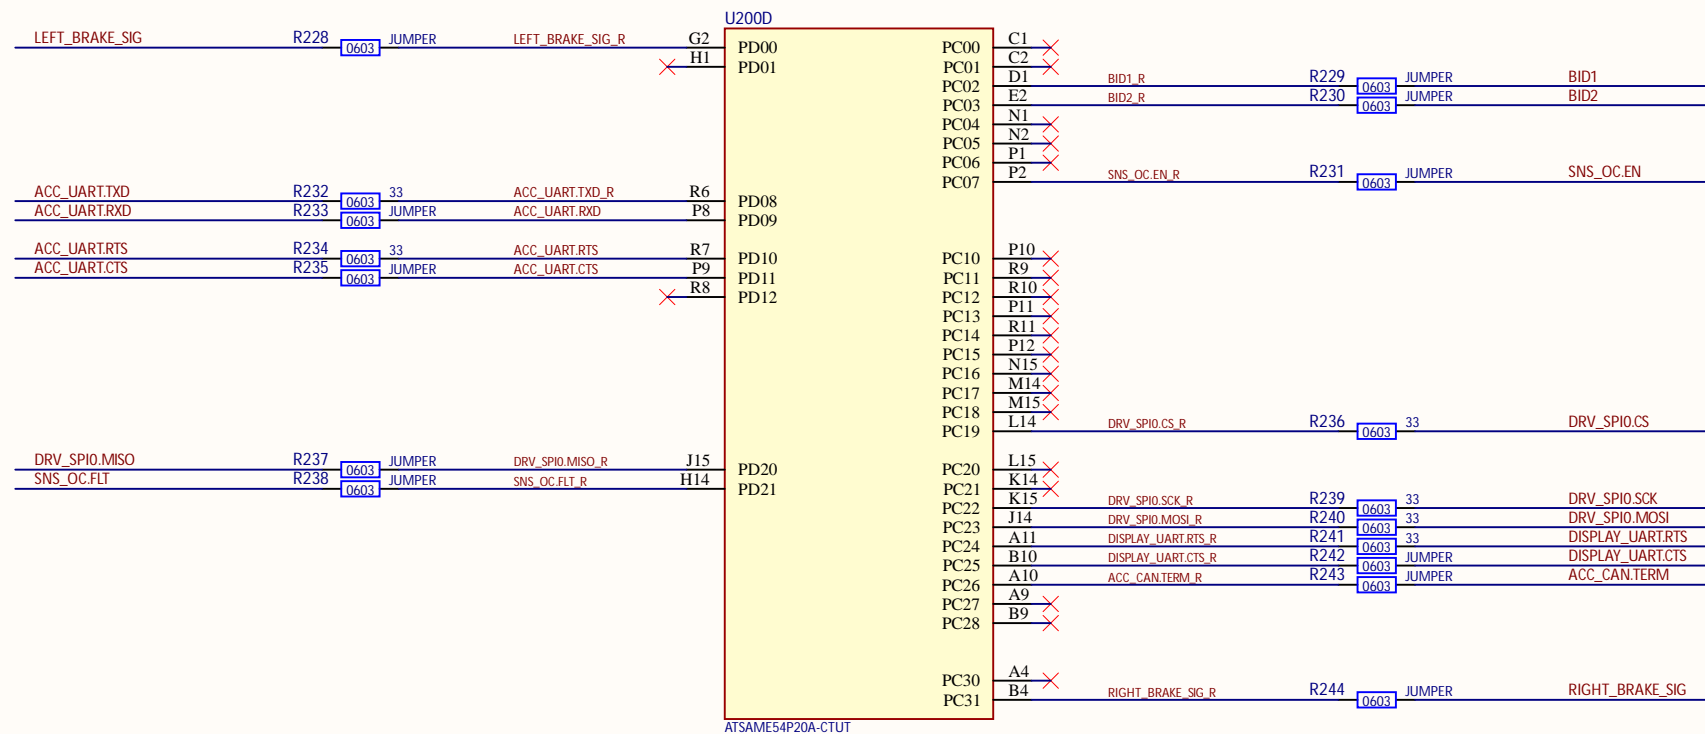 U200D
LEFT_BRAKE_SIG R228 0603 JUMPER LEFT_BRAKE_SIG_R G2 PD00 PC00 C1
H1 PD01 PC01 C2
PC02 D1 BID1_R R229 0603 JUMPER BID1
PC03 E2 BID2_R R230 0603 JUMPER BID2
PC04 N1
PC05 N2
PC06 P1
PC07 P2 SNS_OC.EN_R R231 0603 JUMPER SNS_OC.EN
ACC_UART.TXD R232 0603 33 ACC_UART.TXD_R R6 PD08
ACC_UART.RXD R233 0603 JUMPER ACC_UART.RXD P8 PD09
ACC_UART.RTS R234 0603 33 ACC_UART.RTS R7 PD10 PC10 P10
ACC_UART.CTS R235 0603 JUMPER ACC_UART.CTS P9 PD11 PC11 R9
R8 PD12 PC12 R10
PC13 P11
PC14 R11
PC15 P12
PC16 N15
PC17 M14
PC18 M15
PC19 L14 DRV_SPI0.CS_R R236 0603 33 DRV_SPI0.CS
DRV_SPI0.MISO R237 0603 JUMPER DRV_SPI0.MISO_R J15 PD20 PC20 L15
SNS_OC.FLT R238 0603 JUMPER SNS_OC.FLT_R H14 PD21 PC21 K14
PC22 K15 DRV_SPI0.SCK_R R239 0603 33 DRV_SPI0.SCK
PC23 J14 DRV_SPI0.MOSI_R R240 0603 33 DRV_SPI0.MOSI
PC24 A11 DISPLAY_UART.RTS_R R241 0603 33 DISPLAY_UART.RTS
PC25 B10 DISPLAY_UART.CTS_R R242 0603 JUMPER DISPLAY_UART.CTS
PC26 A10 ACC_CAN.TERM_R R243 0603 JUMPER ACC_CAN.TERM
PC27 A9
PC28 B9
PC30 A4
PC31 B4 RIGHT_BRAKE_SIG_R R244 0603 JUMPER RIGHT_BRAKE_SIG
ATSAME54P20A-CTUT